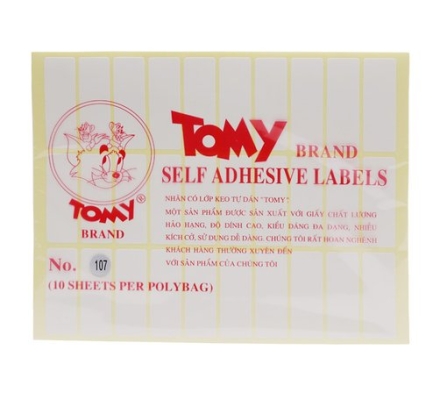 TOMY BRAND
SELF ADHESIVE LABELS
NHÃN CÓ LỚP KEO TỰ DÁN "TOMY"
MỘT SẢN PHẨM ĐƯỢC SẢN XUẤT VỚI GIẤY CHẤT LƯỢNG
HẢO HẠNG, ĐỘ DÍNH CAO, KIỂU DÁNG ĐA DẠNG, NHIỀU
KÍCH CỠ, SỬ DỤNG DỄ DÀNG. CHÚNG TÔI RẤT HOAN NGHÊNH
KHÁCH HÀNG THƯỜNG XUYÊN ĐẾN
VỚI SẢN PHẨM CỦA CHÚNG TÔI
TOMY
BRAND
No. 107
(10 SHEETS PER POLYBAG)